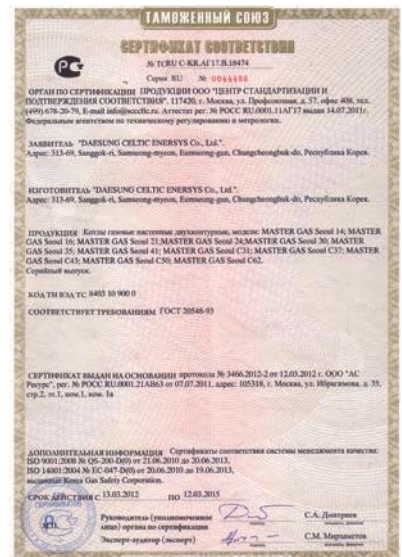 ТАМОЖЕННЫЙ СОЮЗ
СЕРТИФИКАТ СООТВЕТСТВИЯ
№ TCRU C-KR.АГ17.В.18474
Серия RU № 0044486
ОРГАН ПО СЕРТИФИКАЦИИ ПРОДУКЦИИ ООО "ЦЕНТР СТАНДАРТИЗАЦИИ И
ПОДТВЕРЖДЕНИЯ СООТВЕТСТВИЯ". 117420, г. Москва, ул. Профсоюзная, д. 57, офис 408, тел.
(499) 678-20-79, E-mail info@scccflc.ru. Аттестат рег. № РОСС RU.0001.11АГ17 выдан 14.07.2011г.
Федеральным агентством по техническому регулированию и метрологии.
ЗАЯВИТЕЛЬ "DAESUNG CELTIC ENERSYS Co., Ltd.".
Адрес: 313-69, Sanggok-ri, Eumseong-myeon, Eumseong-gun, Chungcheongbuk-do, Республика Корея.
ИЗГОТОВИТЕЛЬ "DAESUNG CELTIC ENERSYS Co., Ltd.".
Адрес: 313-69, Sanggok-ri, Eumseong-myeon, Eumseong-gun, Chungcheongbuk-do, Республика Корея.
ПРОДУКЦИЯ Котлы газовые настенные двухконтурные, модели: MASTER GAS Seoul 14; MASTER
GAS Seoul 16; MASTER GAS Seoul 21;MASTER GAS Seoul 24;MASTER GAS Seoul 30; MASTER
GAS Seoul 35; MASTER GAS Seoul 41; MASTER GAS Seoul C31; MASTER GAS Seoul C37; MASTER
GAS Seoul C43; MASTER GAS Seoul C50; MASTER GAS Seoul C62.
Серийный выпуск.
КОД ТН ВЭД ТС 8403 10 900 0
СООТВЕТСТВУЕТ ТРЕБОВАНИЯМ ГОСТ 20548-93
СЕРТИФИКАТ ВЫДАН НА ОСНОВАНИИ протокола № 3466.2012-2 от 12.03.2012 г. ООО "АС
Ресурс", рег. № РОСС RU.0001.21АВ63 от 07.07.2011, адрес: 105318, г. Москва, ул. Ибрагимова, д. 35,
стр.2, эт.1, пом.1, ком. 1а
ДОПОЛНИТЕЛЬНАЯ ИНФОРМАЦИЯ Сертификаты соответствия системы менеджмента качества:
ISO 9001:2008 № QS-200-D(0) от 21.06.2010 до 20.06.2013,
ISO 14001:2004 № EC-047-D(0) от 20.06.2010 до 19.06.2013,
выданные Korea Gas Safety Corporation.
СРОК ДЕЙСТВИЯ С 13.03.2012 ПО 12.03.2015
М.П.
Руководитель (уполномоченное
лицо) органа по сертификации
С.А. Дмитриев
Эксперт-аудитор (эксперт)
С.М. Мирзаметов